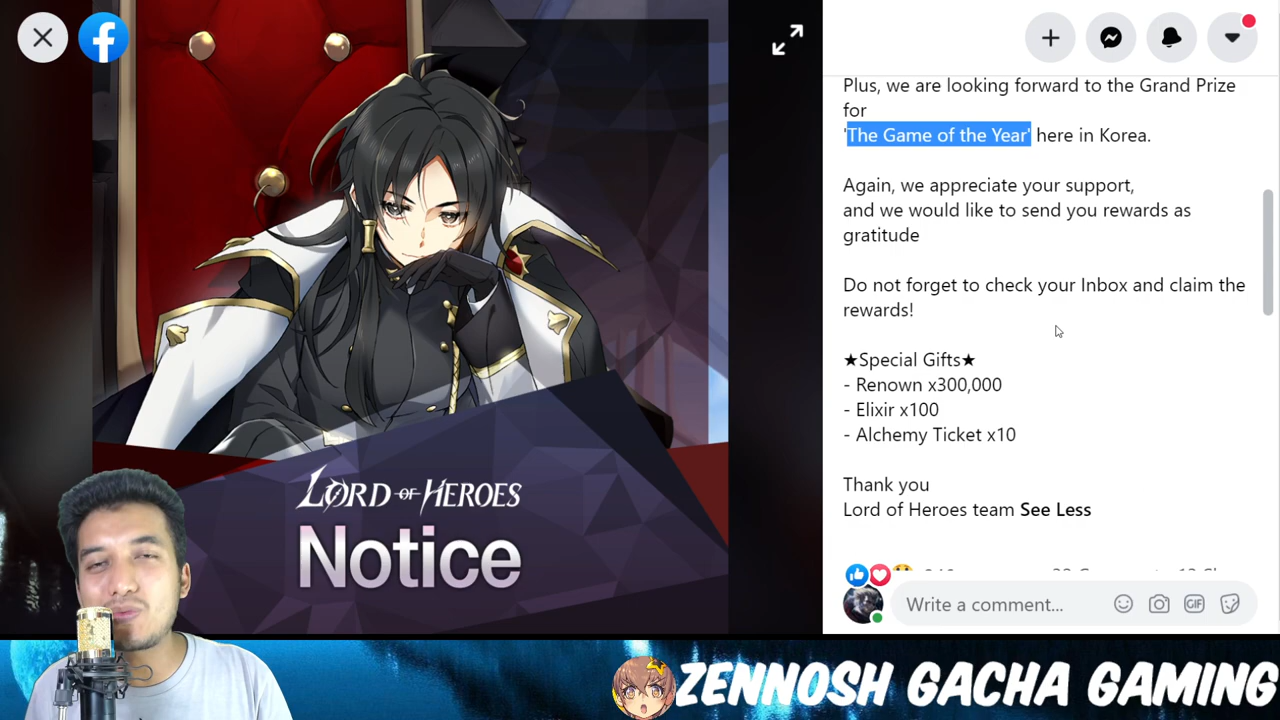 Plus, we are looking forward to the Grand Prize
for
'The Game of the Year' here in Korea.
Again, we appreciate your support,
and we would like to send you rewards as
gratitude
Do not forget to check your Inbox and claim the
rewards!
★Special Gifts★
- Renown x300,000
- Elixir x100
- Alchemy Ticket x10
Thank you
Lord of Heroes team See Less
Write a comment...
GIF
LORD OF HEROES
Notice
ZENNOSH GACHA GAMING